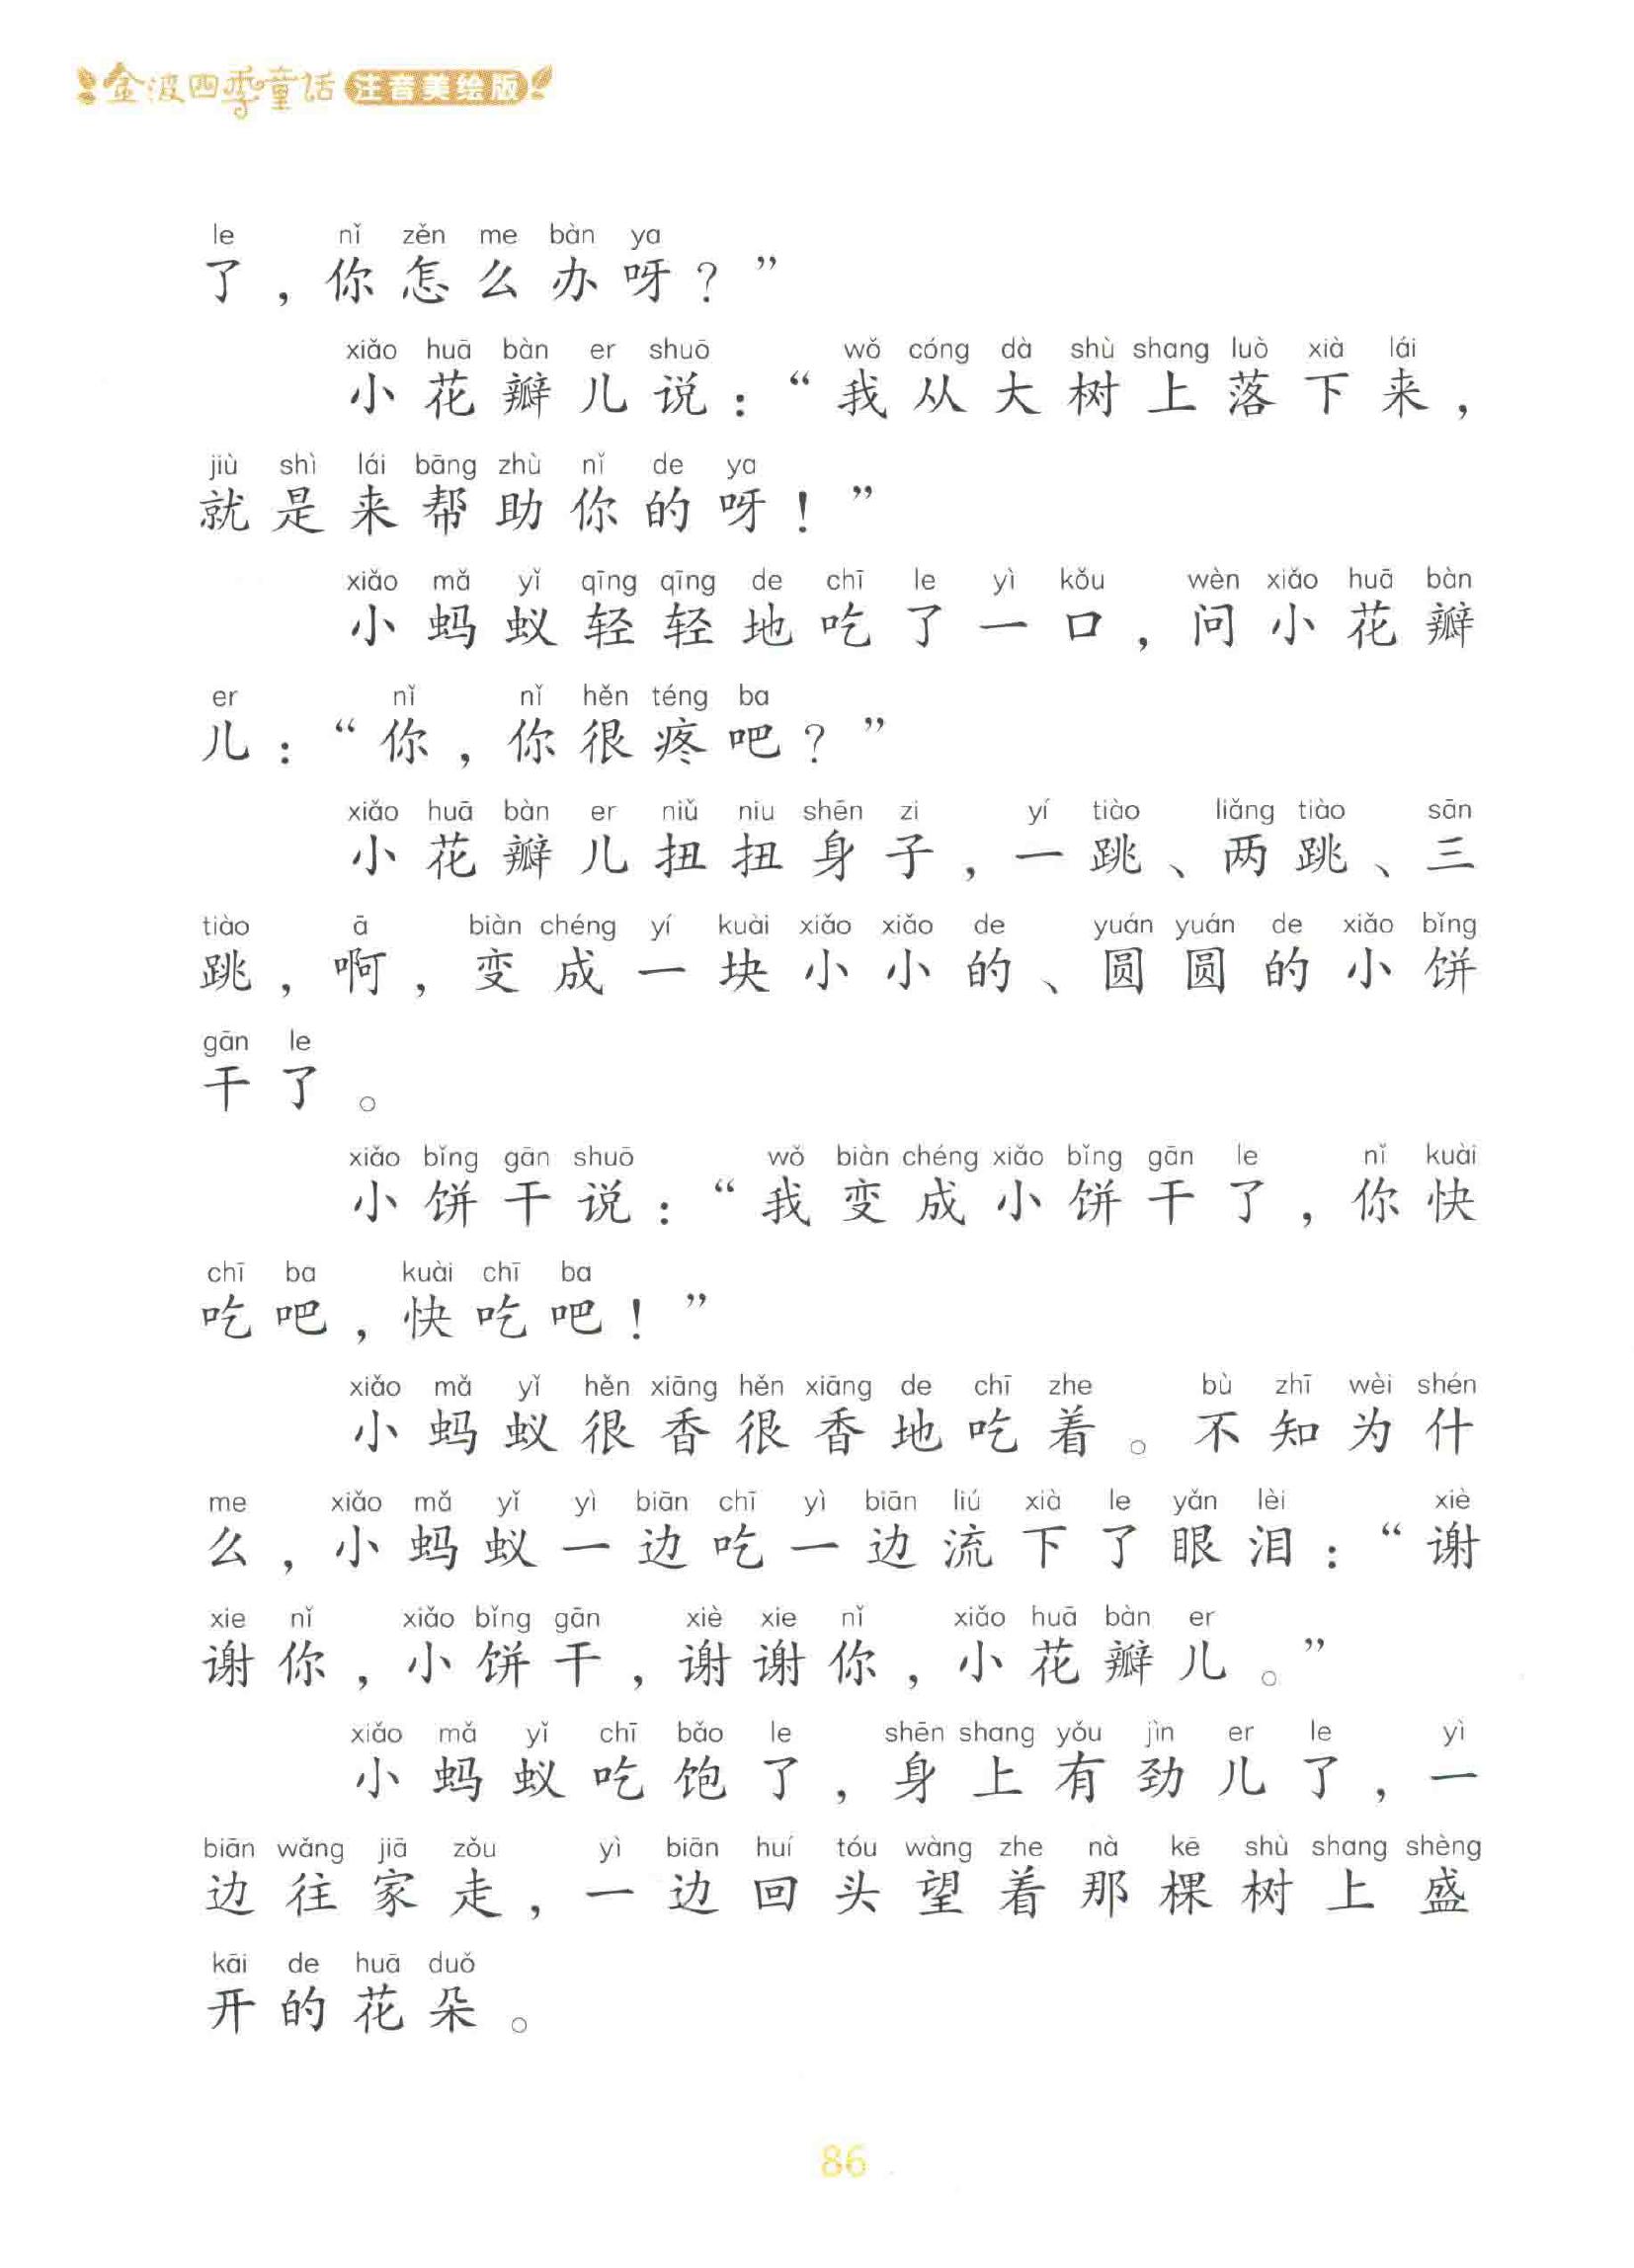 金波四季童话 注音美绘版
le nǐ zěn me bàn ya
了，你怎么办呀？”
xiǎo huā bàn er shuō wǒ cóng dà shù shang luò xià lái
小花瓣儿说：“我从大树上落下来，
jiù shì lái bāng zhù nǐ de ya
就是来帮助你的呀！”
xiǎo mǎ yǐ qīng qīng de chī le yì kǒu wèn xiǎo huā bàn
小蚂蚁轻轻地吃了一口，问小花瓣
er nǐ nǐ hěn téng ba
儿：“你，你很疼吧？”
xiǎo huā bàn er niǔ niu shēn zi yí tiào liǎng tiào sān
小花瓣儿扭扭身子，一跳、两跳、三
tiào ā biàn chéng yí kuài xiǎo xiǎo de yuán yuán de xiǎo bǐng
跳，啊，变成一块小小的、圆圆的小饼
gān le
干了。
xiǎo bǐng gān shuō wǒ biàn chéng xiǎo bǐng gān le nǐ kuài
小饼干说：“我变成小饼干了，你快
chī ba kuài chī ba
吃吧，快吃吧！”
xiǎo mǎ yǐ hěn xiāng hěn xiāng de chī zhe bù zhī wèi shén
小蚂蚁很香很香地吃着。不知为什
me xiǎo mǎ yǐ yì biān chī yì biān liú xià le yǎn lèi xiè
么，小蚂蚁一边吃一边流下了眼泪：“谢
xie nǐ xiǎo bǐng gān xiè xie nǐ xiǎo huā bàn er
谢你，小饼干，谢谢你，小花瓣儿。”
xiǎo mǎ yǐ chī bǎo le shēn shang yǒu jìn er le yì
小蚂蚁吃饱了，身上有劲儿了，一
biān wǎng jiā zǒu yì biān huí tóu wàng zhe nà kē shù shang shèng
边往家走，一边回头望着那棵树上盛
kāi de huā duǒ
开的花朵。
86